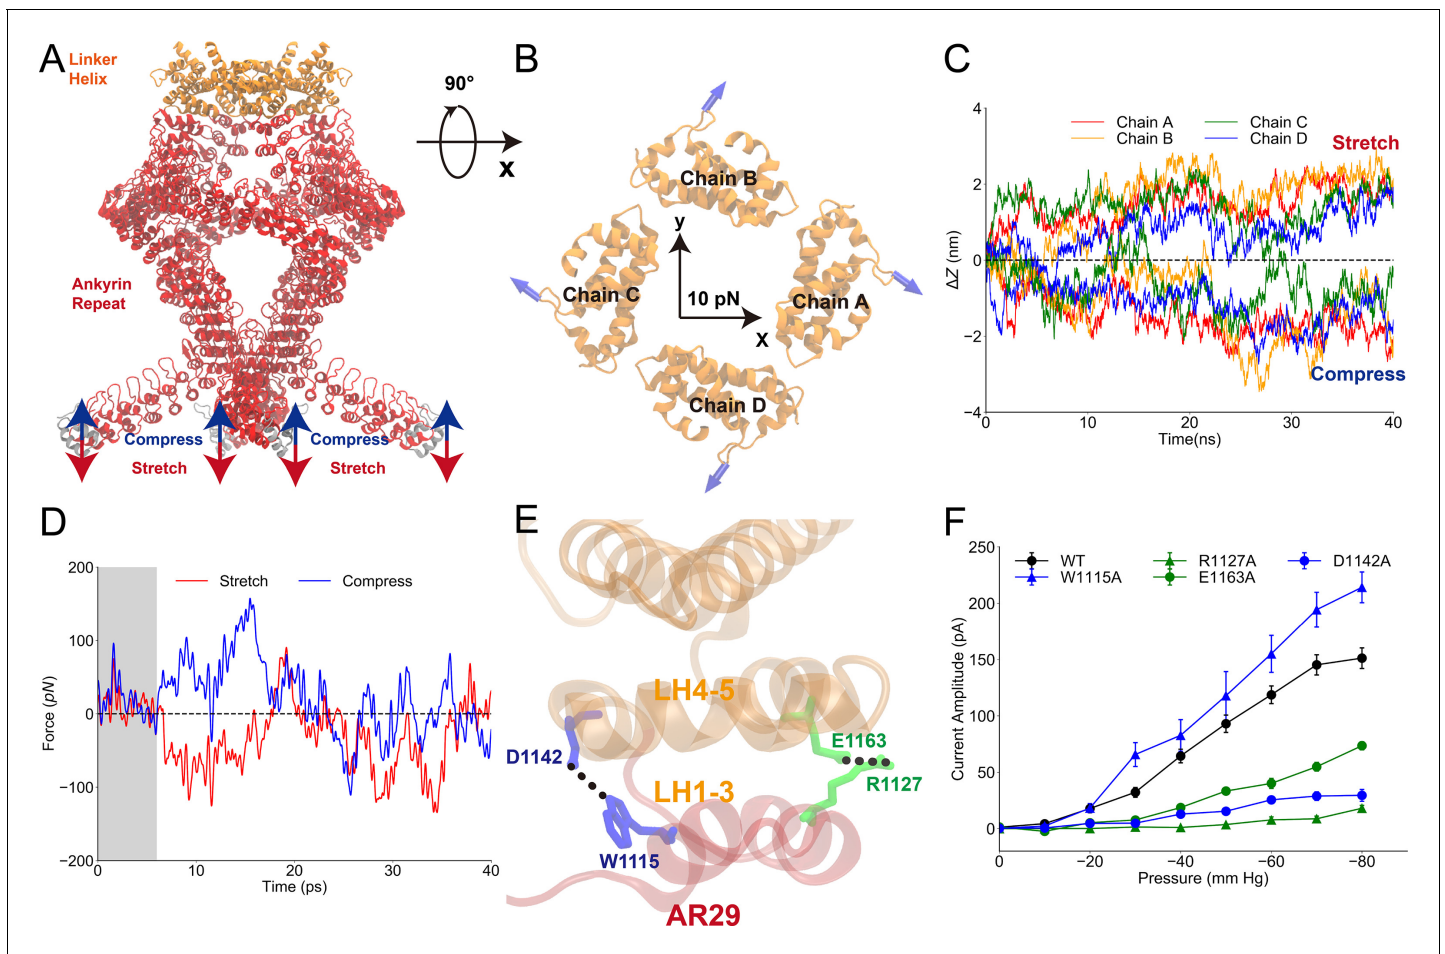 A
Linker
Helix
Ankyrin
Repeat
Compress
Stretch
Compress
Stretch
90°
x
B
Chain B
Chain C
Chain A
Chain D
y
10 pN
x
C
Chain A
Chain B
Chain C
Chain D
Stretch
Compress
4
2
0
−2
−4
ΔZ (nm)
0
10
20
30
40
Time(ns)
D
Stretch
Compress
200
100
0
−100
−200
Force (pN)
10
20
30
40
Time (ps)
E
LH4-5
D1142
E1163
R1127
LH1-3
W1115
AR29
F
WT
W1115A
R1127A
E1163A
D1142A
250
200
150
100
50
0
Current Amplitude (pA)
0
−20
−40
−60
−80
Pressure (mm Hg)